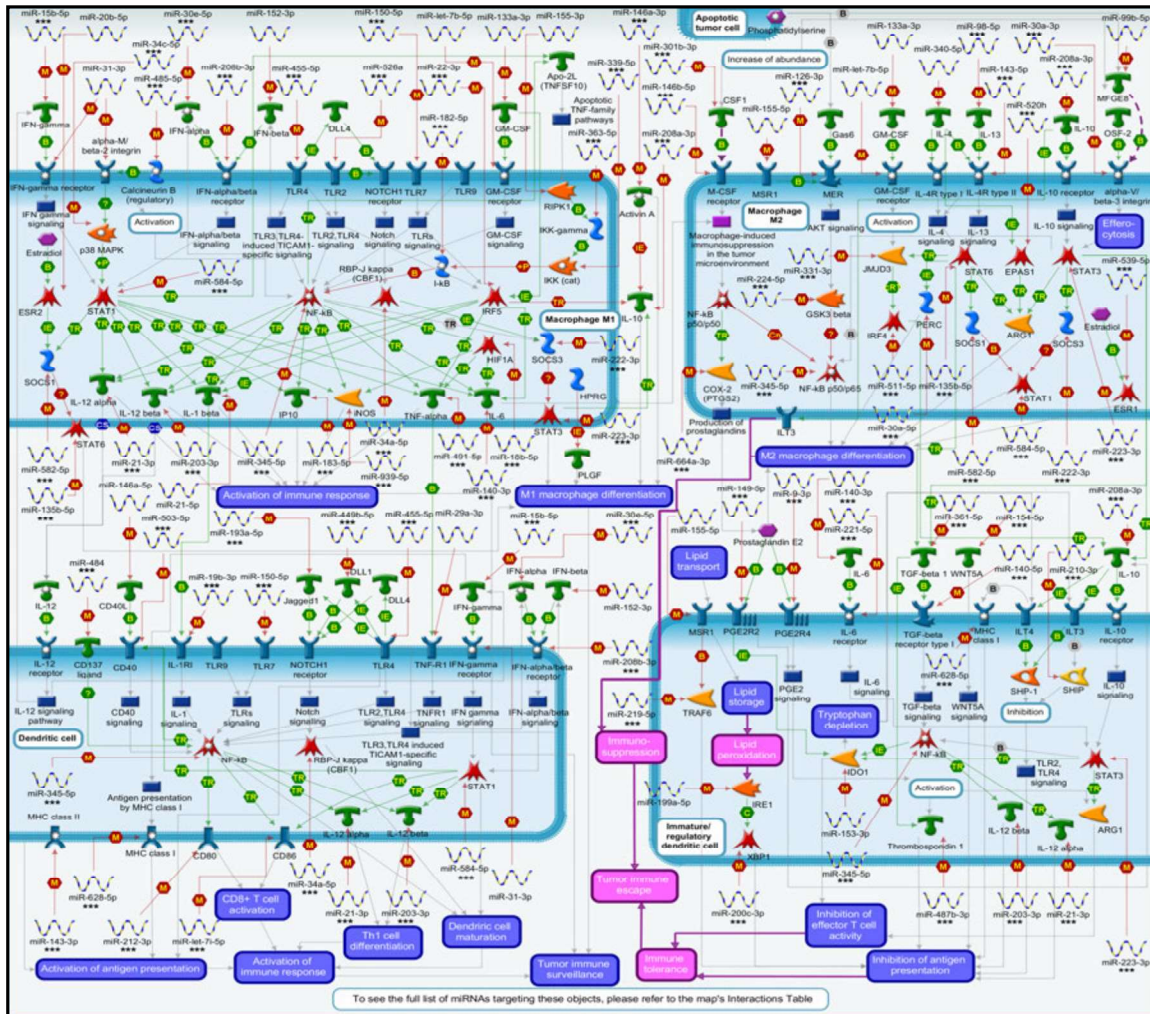 miR-15b-5p
miR-20b-5p
miR-30e-5p
miR-152-3p
miR-150-5p
miR-let-7b-5p
miR-133a-3p
miR-155-3p
miR-146a-3p
miR-34c-5p
miR-31-3p
miR-485-5p
miR-208b-3p
miR-455-5p
miR-22-3p
miR-182-5p
Apo-2L
(TNFSF10)
Apoptotic
TNF-family
pathways
miR-301b-3p
miR-339-5p
miR-146b-5p
miR-363-5p
miR-208a-3p
IFN-gamma
alpha-M/
beta-2 integrin
IFN-alpha
IFN-beta
DLL4
GM-CSF
Apoptotic
tumor cell
Phosphatidylserine
Increase of abundance
miR-133a-3p
miR-98-5p
miR-30a-3p
miR-99b-5p
miR-340-5p
miR-126-3p
miR-let-7b-5p
miR-143-5p
miR-208a-3p
miR-155-5p
miR-520h
CSF1
Gas6
GM-CSF
IL-4
IL-13
IL-10
MFGE8
OSF-2
IFN-gamma receptor
Calcineurin B
(regulatory)
IFN-alpha/beta
receptor
TLR4
TLR2
NOTCH1
receptor
TLR7
TLR9
GM-CSF
receptor
RIPK1
Activin A
IFN gamma
signaling
Activation
p38 MAPK
IFN-alpha/beta
signaling
TLR3,TLR4-
induced TICAM1-
specific signaling
TLR2,TLR4
signaling
Notch
signaling
TLRs
signaling
GM-CSF
signaling
IKK-gamma
IKK (cat)
Estradiol
ESR2
STAT1
miR-584-5p
RBP-J kappa
(CBF1)
I-kB
NF-kB
IRF5
IL-10
Macrophage M1
SOCS1
SOCS3
HIF1A
HPRG
miR-222-3p
IL-12 alpha
IL-12 beta
IL-1 beta
IP10
iNOS
TNF-alpha
IL-6
STAT3
miR-223-3p
PLGF
M-CSF
receptor
MSR1
MER
GM-CSF
receptor
IL-4R type I
IL-4R type II
IL-10 receptor
alpha-V/
beta-3 integrin
Macrophage M2
AKT signaling
Activation
IL-4
signaling
IL-13
signaling
IL-10 signaling
Effero-
cytosis
Macrophage-induced
immunosuppression
in the tumor
microenvironment
miR-331-3p
miR-224-5p
JMJD3
STAT6
EPAS1
STAT3
miR-539-5p
GSK3 beta
IRF4
PERC
SOCS1
ARG1
SOCS3
Estradiol
NF-kB
p50/p50
COX-2
(PTGS2)
miR-345-5p
NF-kB p50/p65
miR-511-5p
miR-135b-5p
STAT1
ESR1
Production of
prostaglandins
ILT3
miR-30a-5p
STAT6
miR-582-5p
miR-21-3p
miR-203-3p
miR-345-5p
miR-183-5p
miR-34a-5p
miR-939-5p
miR-491-5p
miR-16b-5p
miR-140-3p
miR-664a-3p
M2 macrophage differentiation
miR-584-5p
miR-582-5p
miR-222-3p
miR-223-3p
miR-135b-5p
miR-146a-5p
miR-21-5p
miR-503-5p
miR-193a-5p
Activation of immune response
M1 macrophage differentiation
miR-449b-5p
miR-455-5p
miR-29a-3p
miR-15b-5p
miR-30e-5p
miR-149-5p
miR-9-3p
miR-140-3p
miR-155-5p
miR-221-5p
miR-361-5p
miR-154-5p
miR-208a-3p
miR-140-5p
miR-210-3p
Prostaglandin E2
Lipid
transport
miR-484
miR-19b-3p
miR-150-5p
IL-12
CD40L
Jagged1
DLL1
DLL4
IFN-gamma
IFN-alpha
IFN-beta
miR-152-3p
IL-6
TGF-beta 1
WNT5A
IL-10
IL-12
receptor
CD137
ligand
CD40
IL-1RI
TLR9
TLR7
NOTCH1
receptor
TLR4
TNF-R1
IFN-gamma
receptor
IFN-alpha/beta
receptor
miR-208b-3p
MSR1
PGE2R2
PGE2R4
IL-6
receptor
TGF-beta
receptor type I
MHC
class I
ILT4
ILT3
IL-10
receptor
IL-12 signaling
pathway
CD40
signaling
IL-1
signaling
TLRs
signaling
Notch
signaling
TLR2,TLR4
signaling
TNFR1
signaling
IFN gamma
signaling
IFN-alpha/beta
signaling
TLR3,TLR4 induced
TICAM1-specific
signaling
Dendritic cell
NF-kB
RBP-J kappa
(CBF1)
STAT1
miR-219-5p
TRAF6
Lipid
storage
PGE2
signaling
IL-6
signaling
miR-628-5p
TGF-beta
signaling
WNT5A
signaling
SHP-1
SHIP
Inhibition
IL-10
signaling
Immuno-
suppression
Lipid
peroxidation
Tryptophan
depletion
IDO1
NF-kB
TLR2,
TLR4
signaling
STAT3
Activation
miR-345-5p
Antigen presentation
by MHC class I
MHC class II
MHC class I
CD80
CD86
IL-12 alpha
IL-12 beta
miR-199a-5p
IRE1
Immature/
regulatory
dendritic cell
XBP1
miR-153-3p
Thrombospondin 1
IL-12 beta
IL-12 alpha
ARG1
miR-628-5p
miR-34a-5p
miR-584-5p
miR-31-3p
miR-345-5p
CD8+ T cell
activation
miR-21-3p
miR-203-3p
Tumor immune
escape
miR-200c-3p
miR-487b-3p
miR-203-3p
miR-21-3p
miR-143-3p
miR-212-3p
miR-let-7i-5p
Th1 cell
differentiation
Dendriric cell
maturation
Inhibition of
effector T cell
activity
miR-223-3p
Activation of antigen presentation
Activation of
immune response
Tumor immune
surveillance
Immune
tolerance
Inhibition of antigen
presentation
To see the full list of miRNAs targeting these objects, please refer to the map's Interactions Table